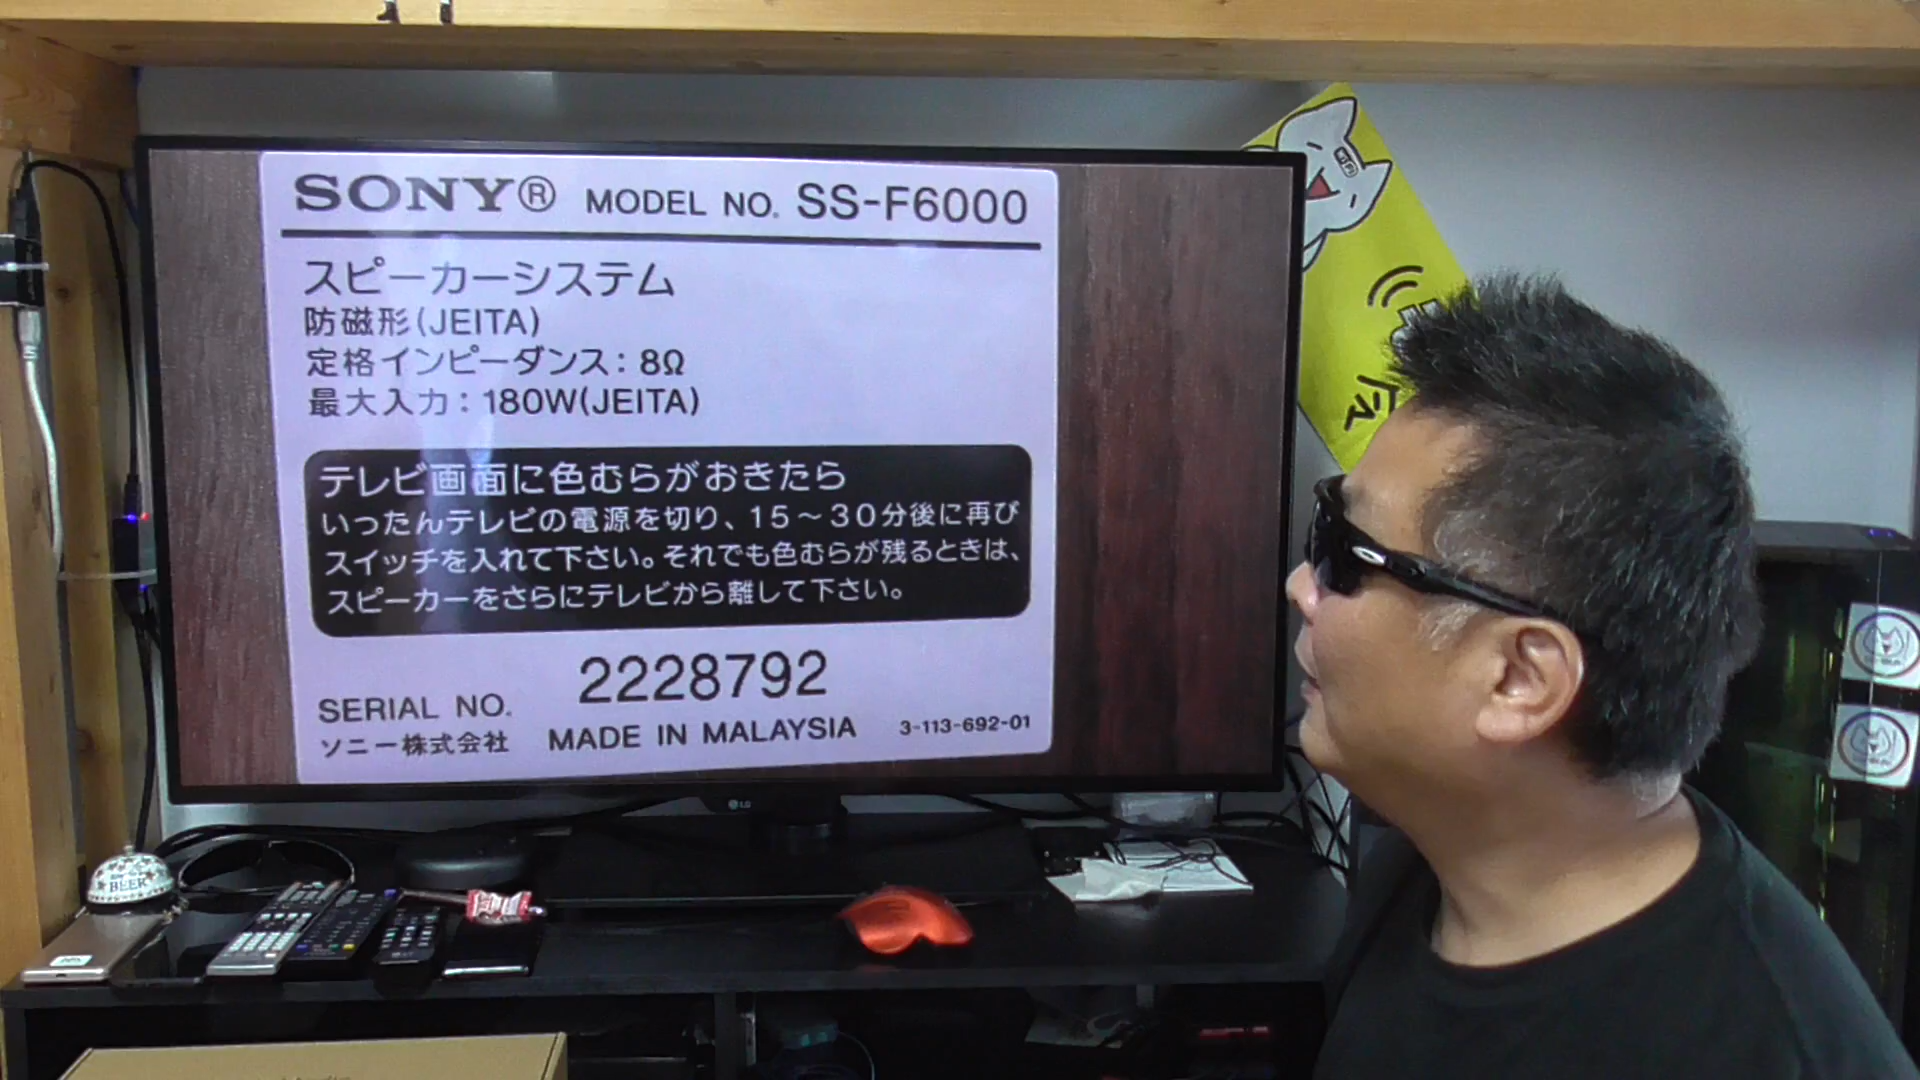 SONY® MODEL NO. SS-F6000
スピーカーシステム
防磁形(JEITA)
定格インピーダンス：8Ω
最大入力：180W(JEITA)
テレビ画面に色むらがおきたら
いったんテレビの電源を切り、15～30分後に再び
スイッチを入れて下さい。それでも色むらが残るときは、
スピーカーをさらにテレビから離して下さい。
SERIAL NO. 2228792
ソニー株式会社 MADE IN MALAYSIA 3-113-692-01
LG
BEER